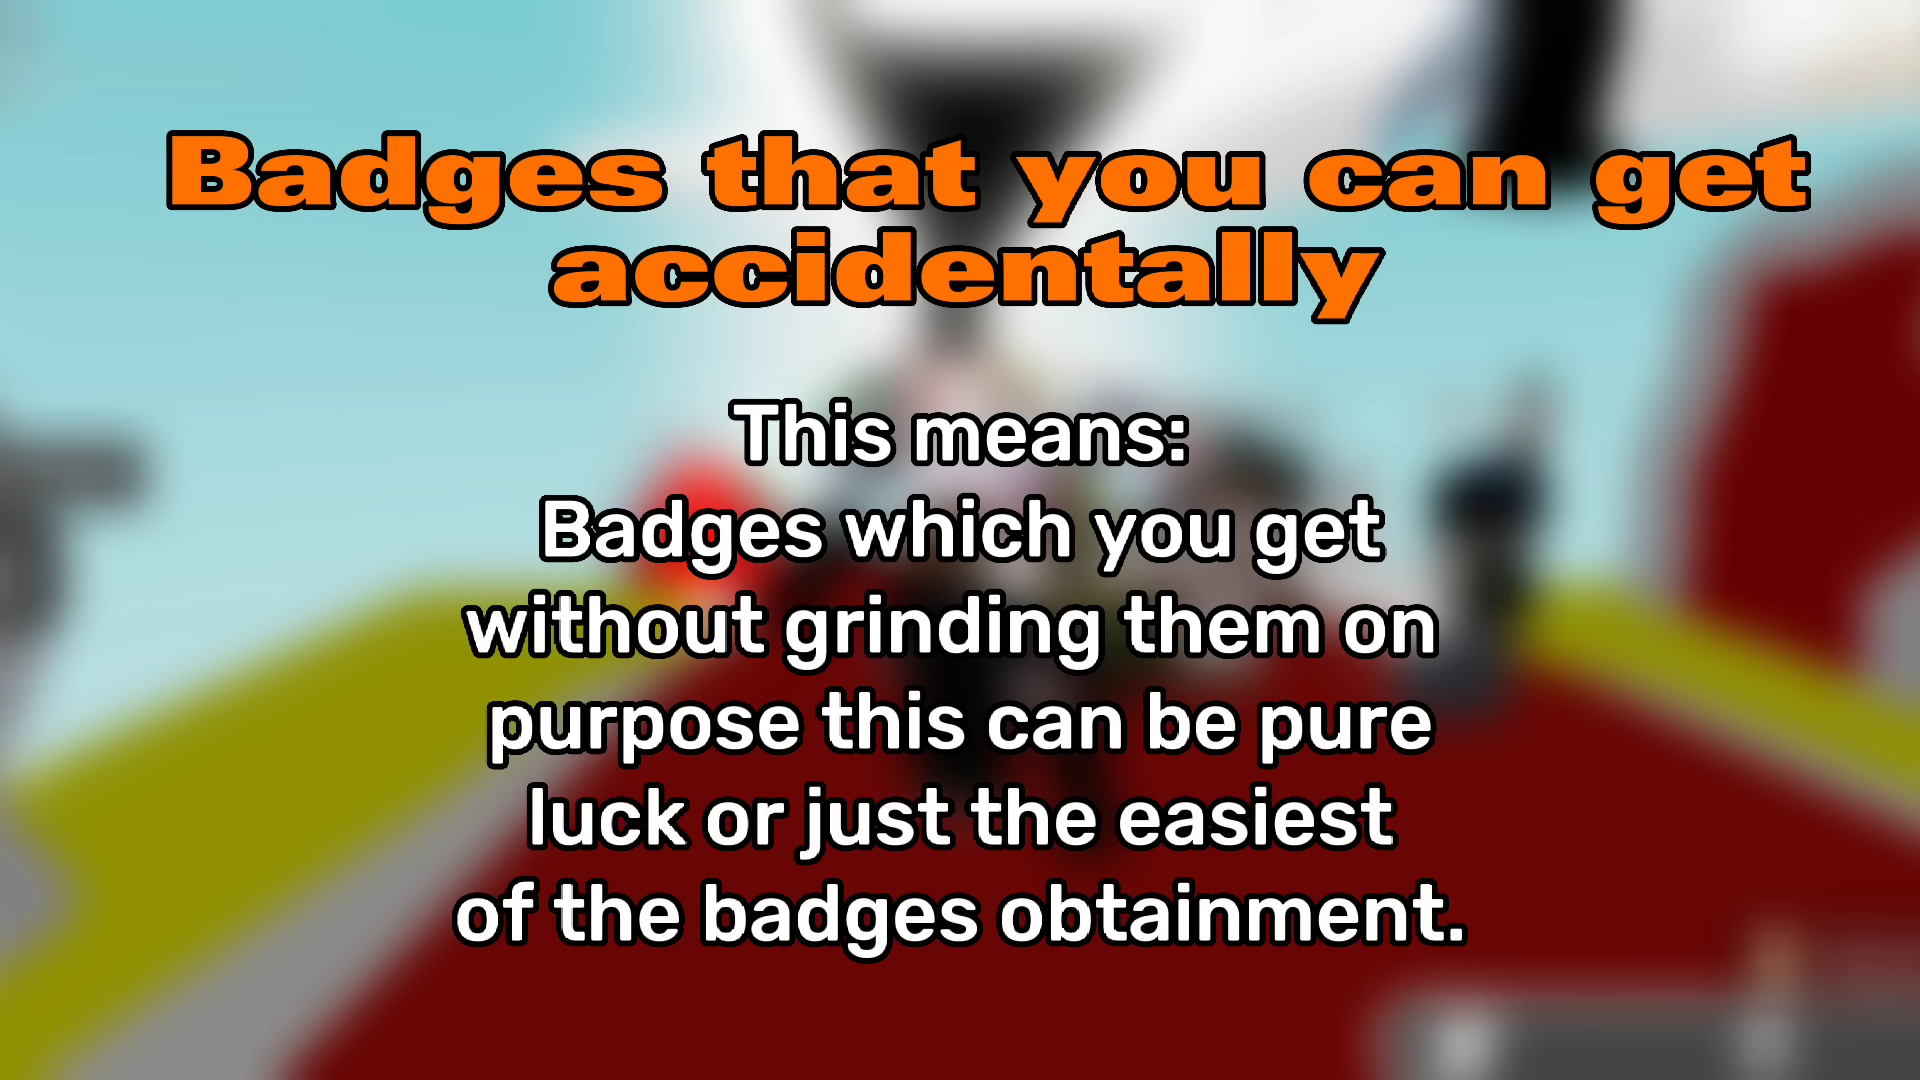 Badges that you can get
accidentally
This means:
Badges which you get
without grinding them on
purpose this can be pure
luck or just the easiest
of the badges obtainment.